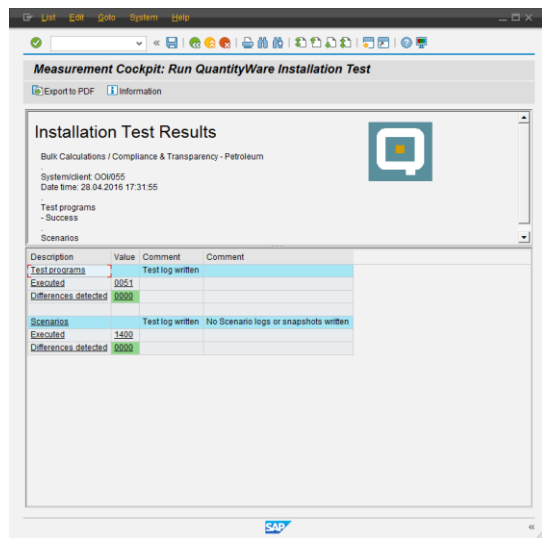 List Edit Goto System Help
Measurement Cockpit: Run QuantityWare Installation Test
Export to PDF Information
Installation Test Results
Bulk Calculations / Compliance & Transparency - Petroleum
.
System/client: OOI/055
Date time: 28.04.2016 17:31:55
.
Test programs
- Success
.
Scenarios
Description Value Comment Comment
Test programs Test log written
Executed 0051
Differences detected 0000
Scenarios Test log written No Scenario logs or snapshots written
Executed 1400
Differences detected 0000
SAP